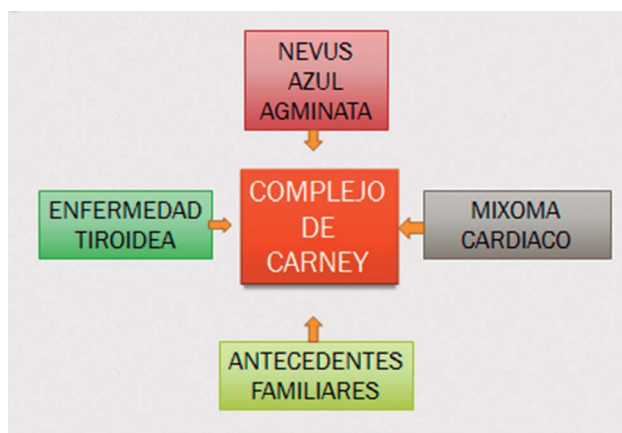 NEVUS
AZUL
AGMINATA
COMPLEJO
DE
CARNEY
ENFERMEDAD
TIROIDEA
MIXOMA
CARDIACO
ANTECEDENTES
FAMILIARES